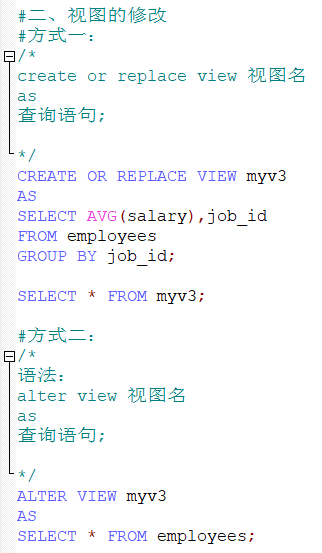 #二、视图的修改
#方式一：
/*
create or replace view 视图名
as
查询语句;
*/
CREATE OR REPLACE VIEW myv3
AS
SELECT AVG(salary),job_id
FROM employees
GROUP BY job_id;
SELECT * FROM myv3;
#方式二：
/*
语法：
alter view 视图名
as
查询语句;
*/
ALTER VIEW myv3
AS
SELECT * FROM employees;